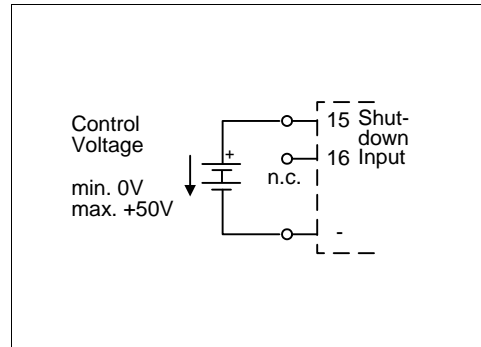 Control
Voltage
min. 0V
max. +50V
+
n.c.
15 Shut-
down
16 Input
-